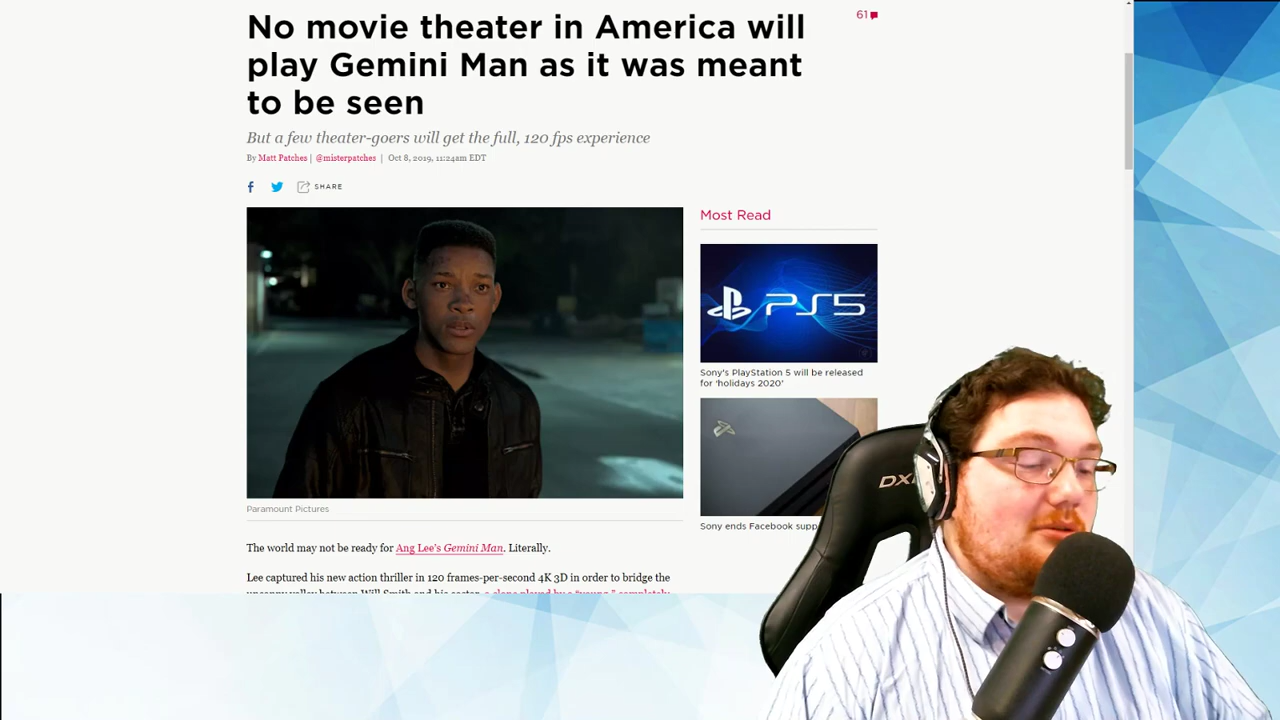 No movie theater in America will
play Gemini Man as it was meant
to be seen
61
But a few theater-goers will get the full, 120 fps experience
By Matt Patches | @misterpatches | Oct 8, 2019, 11:24am EDT
SHARE
Most Read
PS5
Sony's PlayStation 5 will be released
for 'holidays 2020'
Sony ends Facebook supp
Paramount Pictures
The world may not be ready for Ang Lee's Gemini Man. Literally.
Lee captured his new action thriller in 120 frames-per-second 4K 3D in order to bridge the
DX